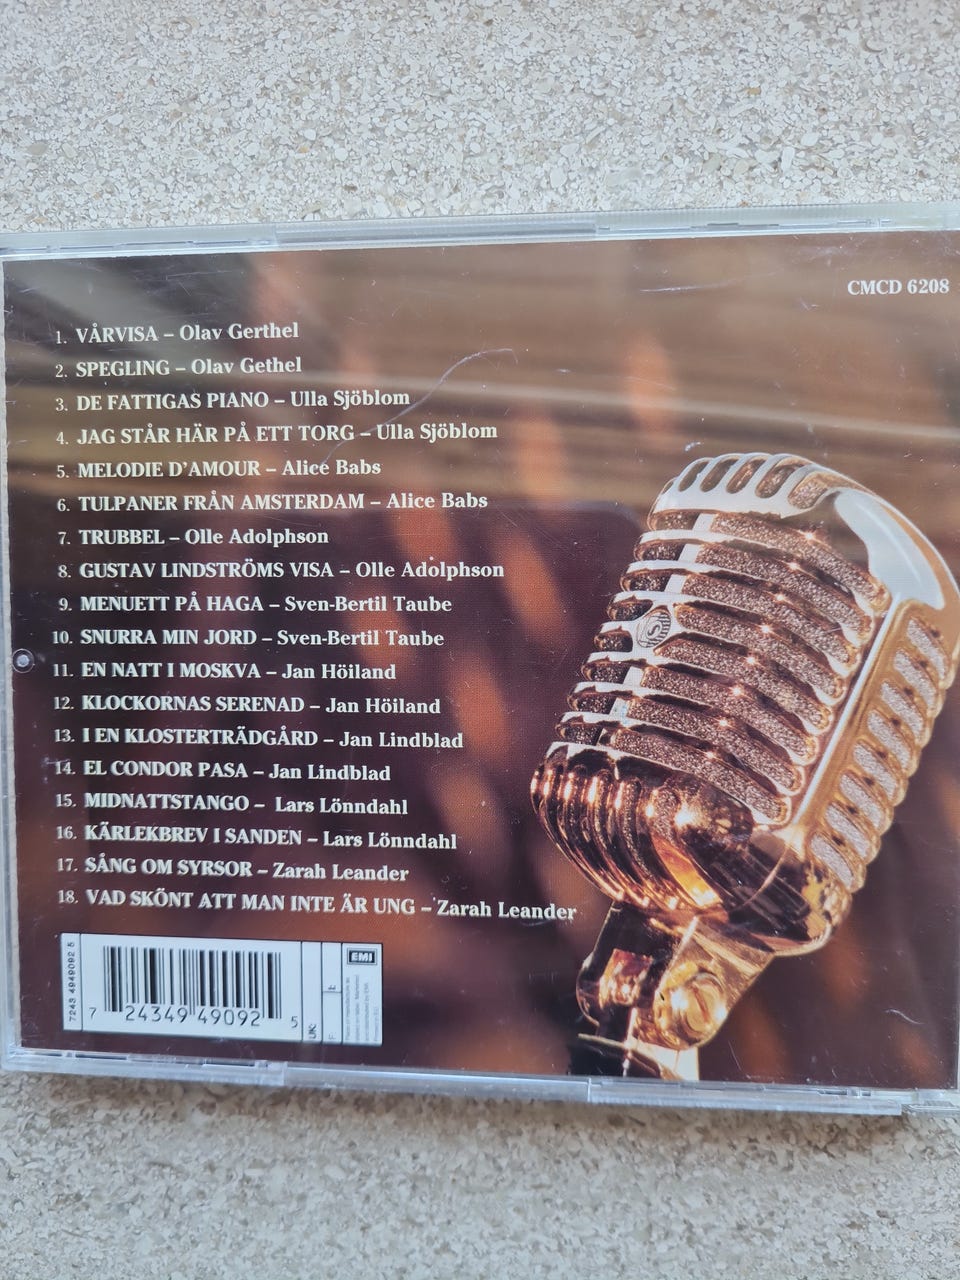 CMCD 6208
1. VÅRVISA – Olav Gerthel
2. SPEGLING – Olav Gethel
3. DE FATTIGAS PIANO – Ulla Sjöblom
4. JAG STÅR HÄR PÅ ETT TORG – Ulla Sjöblom
5. MELODIE D'AMOUR – Alice Babs
6. TULPANER FRÅN AMSTERDAM – Alice Babs
7. TRUBBEL – Olle Adolphson
8. GUSTAV LINDSTRÖMS VISA – Olle Adolphson
9. MENUETT PÅ HAGA – Sven-Bertil Taube
10. SNURRA MIN JORD – Sven-Bertil Taube
11. EN NATT I MOSKVA – Jan Höiland
12. KLOCKORNAS SERENAD – Jan Höiland
13. I EN KLOSTERTRÄDGÅRD – Jan Lindblad
14. EL CONDOR PASA – Jan Lindblad
15. MIDNATTSTANGO – Lars Lönndahl
16. KÄRLEKBREV I SANDEN – Lars Lönndahl
17. SÅNG OM SYRSOR – Zarah Leander
18. VAD SKÖNT ATT MAN INTE ÄR UNG – Zarah Leander
7243 4949092 5
7 24349 49092 5
UK:
F:
EMI